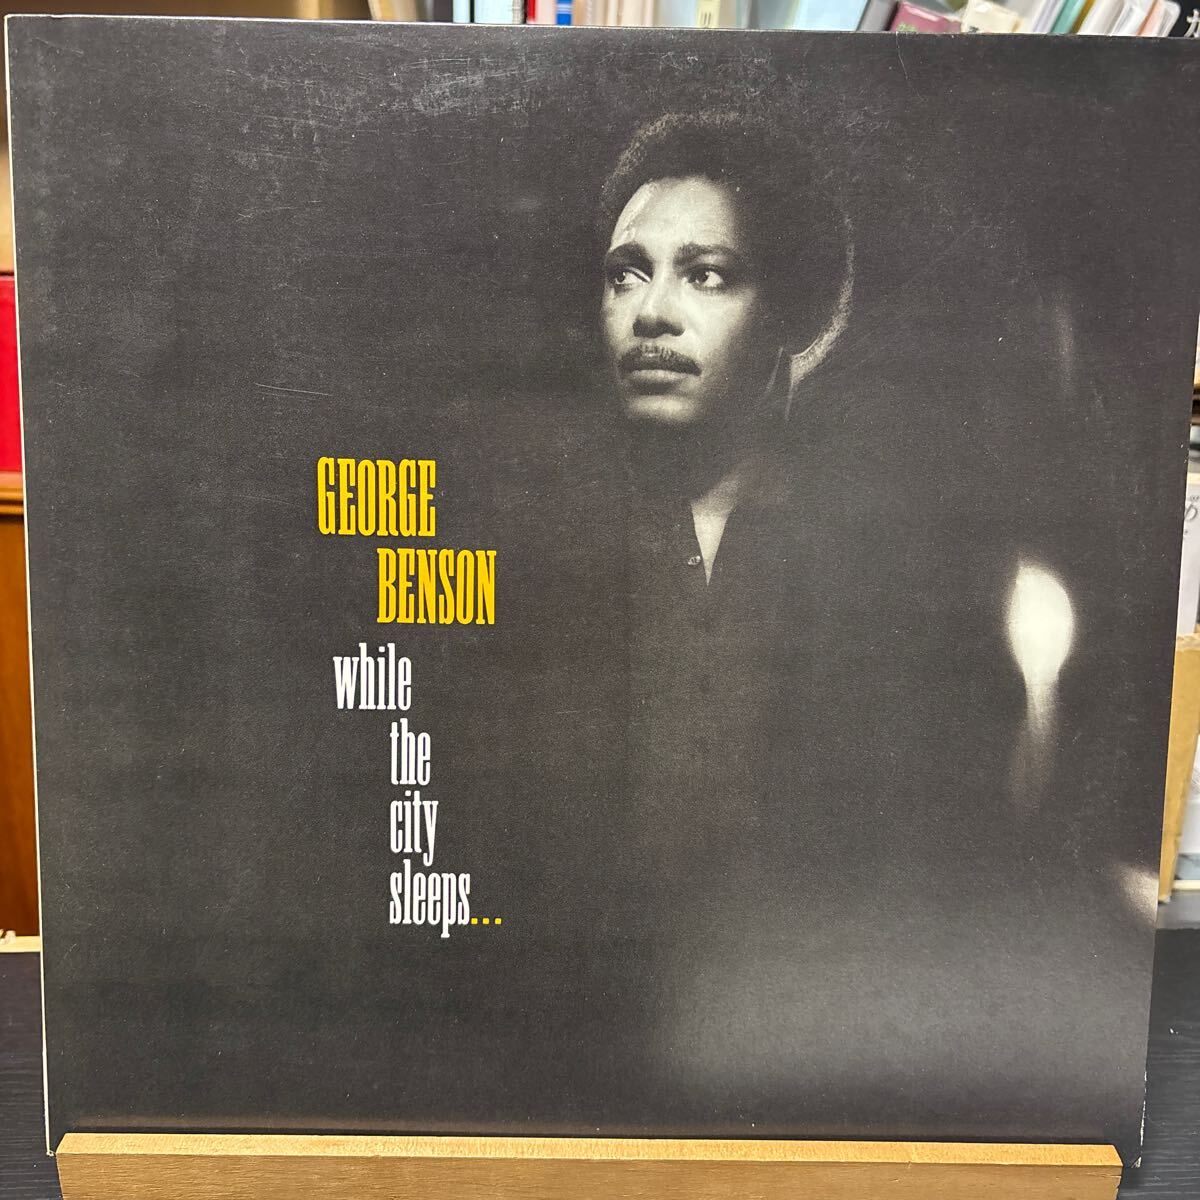 GEORGE
BENSON
while
the
city
sleeps...